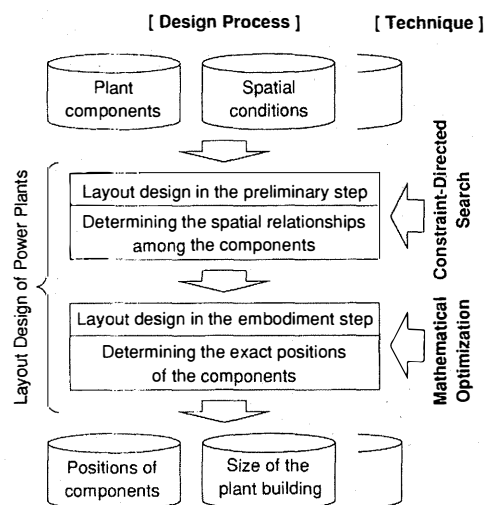 [ Design Process ] [ Technique ]
Plant
components
Spatial
conditions
Layout Design of Power Plants
Layout design in the preliminary step
Determining the spatial relationships
among the components
Constraint-Directed
Search
Layout design in the embodiment step
Determining the exact positions
of the components
Mathematical
Optimization
Positions of
components
Size of the
plant building